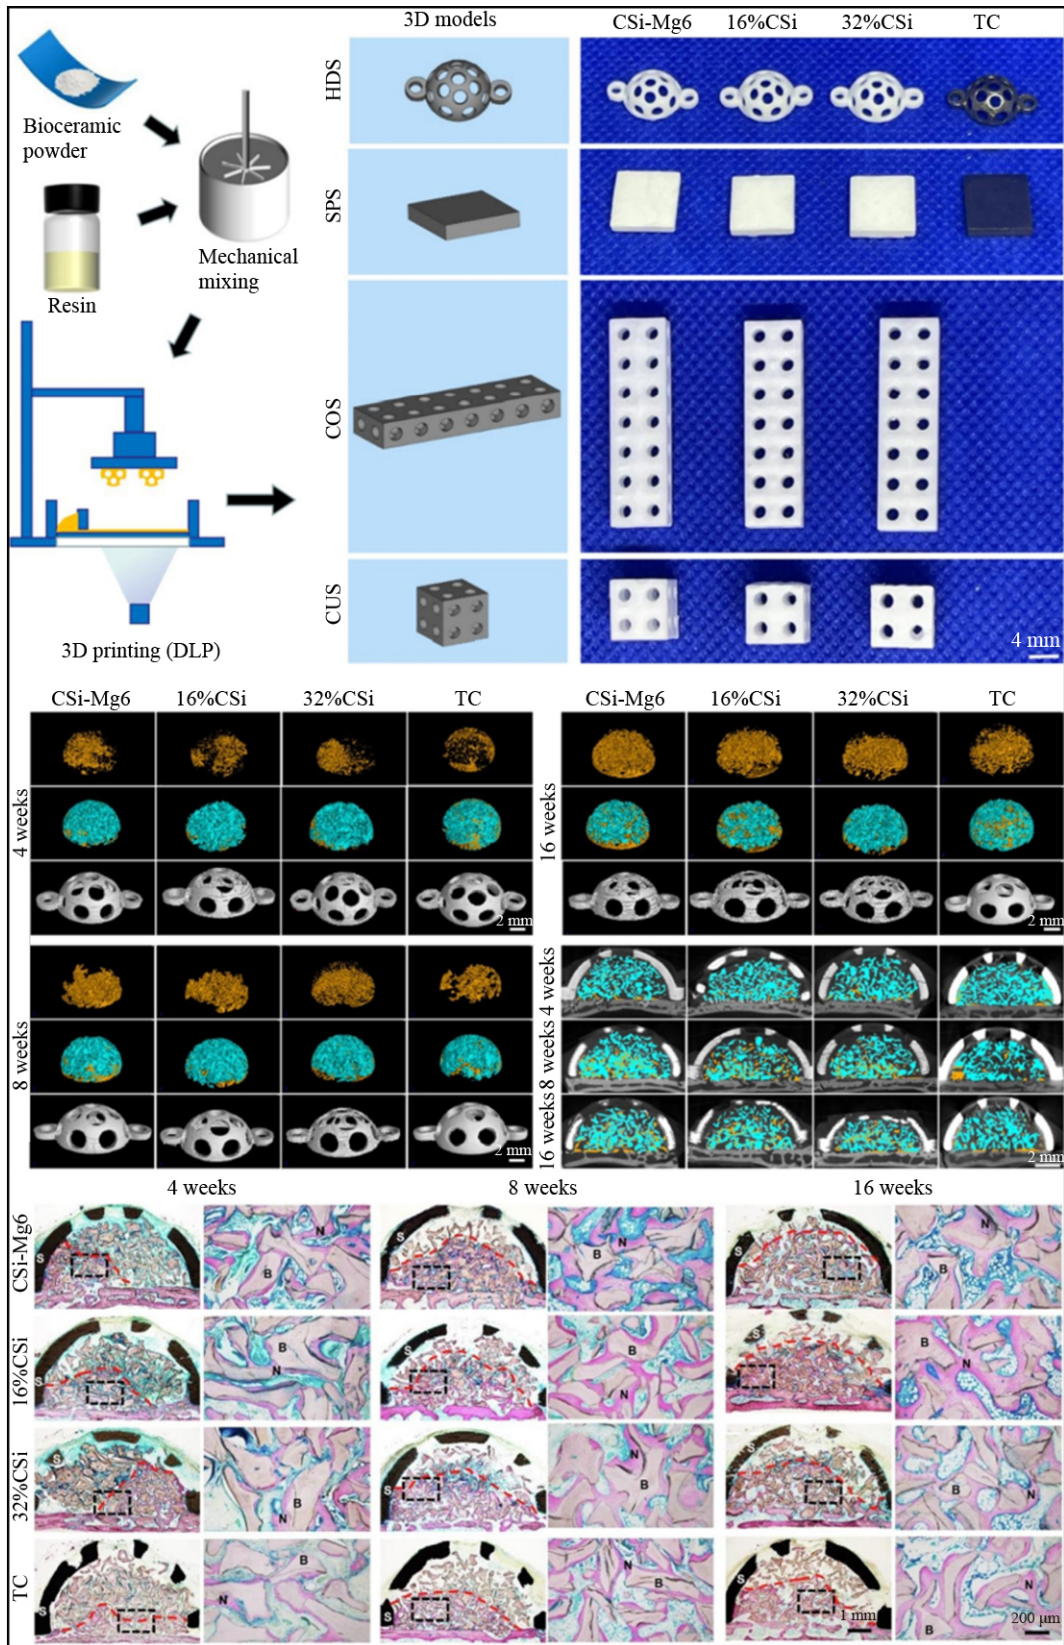 3D models
CSi-Mg6 16%CSi 32%CSi TC
Bioceramic
powder
Resin
Mechanical
mixing
3D printing (DLP)
HDS
SPS
COS
CUS
4 mm
CSi-Mg6 16%CSi 32%CSi TC
4 weeks
2 mm
CSi-Mg6 16%CSi 32%CSi TC
16 weeks
2 mm
8 weeks
2 mm
4 weeks
8 weeks
16 weeks
2 mm
4 weeks 8 weeks 16 weeks
CSi-Mg6
S B N S B N S B N
16%CSi
S B N S B N S B N
32%CSi
S B N S N B S B N
TC
S B N S N B S N B
1 mm
200 μm